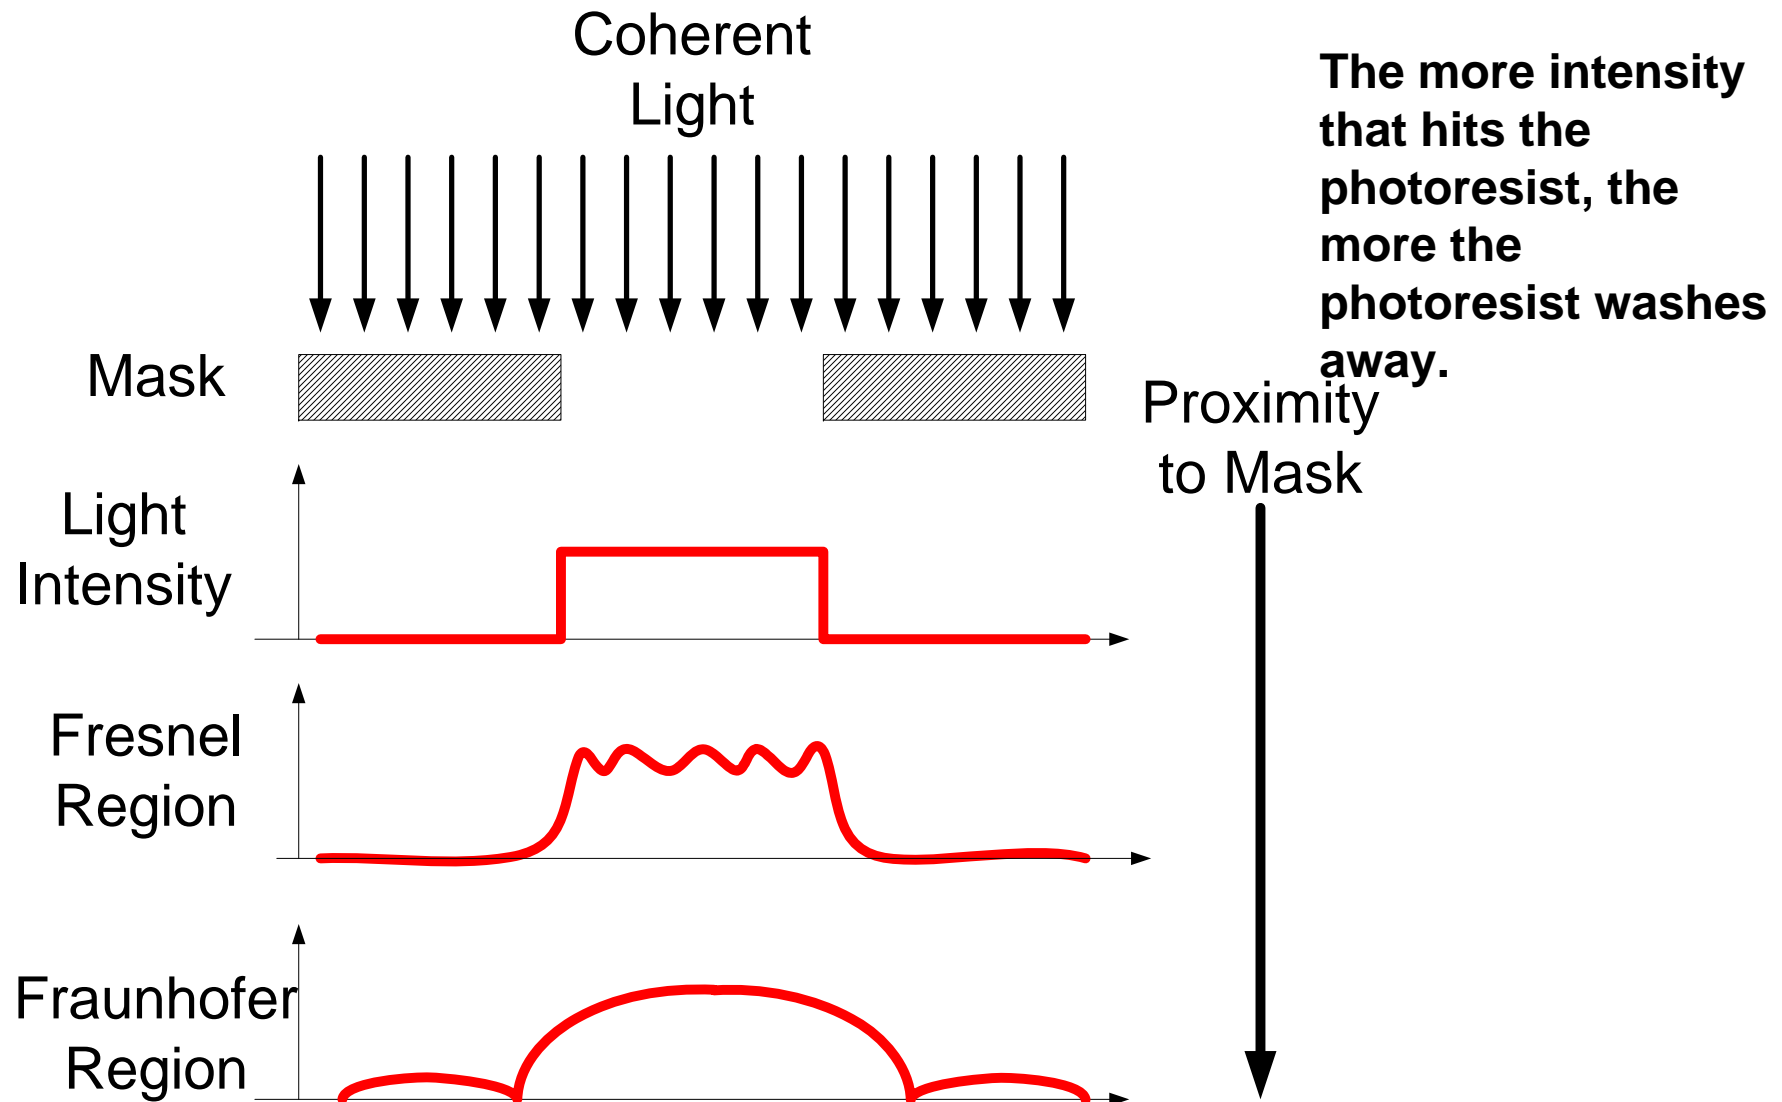 Coherent
Light
The more intensity
that hits the
photoresist, the
more the
photoresist washes
away.
Mask
Proximity
to Mask
Light
Intensity
Fresnel
Region
Fraunhofer
Region